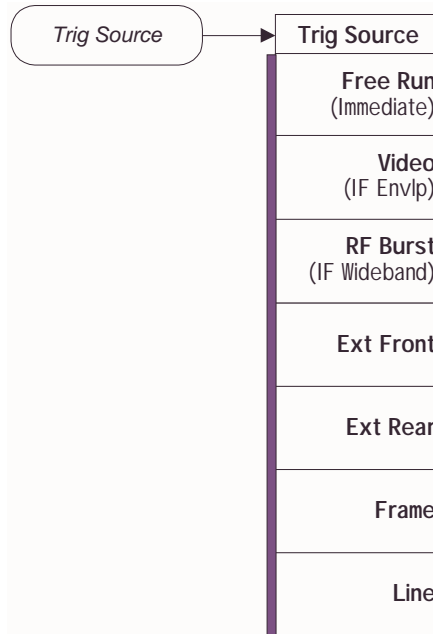 Trig Source
Trig Source
Free Run
(Immediate)
Video
(IF Envlp)
RF Burst
(IF Wideband)
Ext Front
Ext Rear
Frame
Line